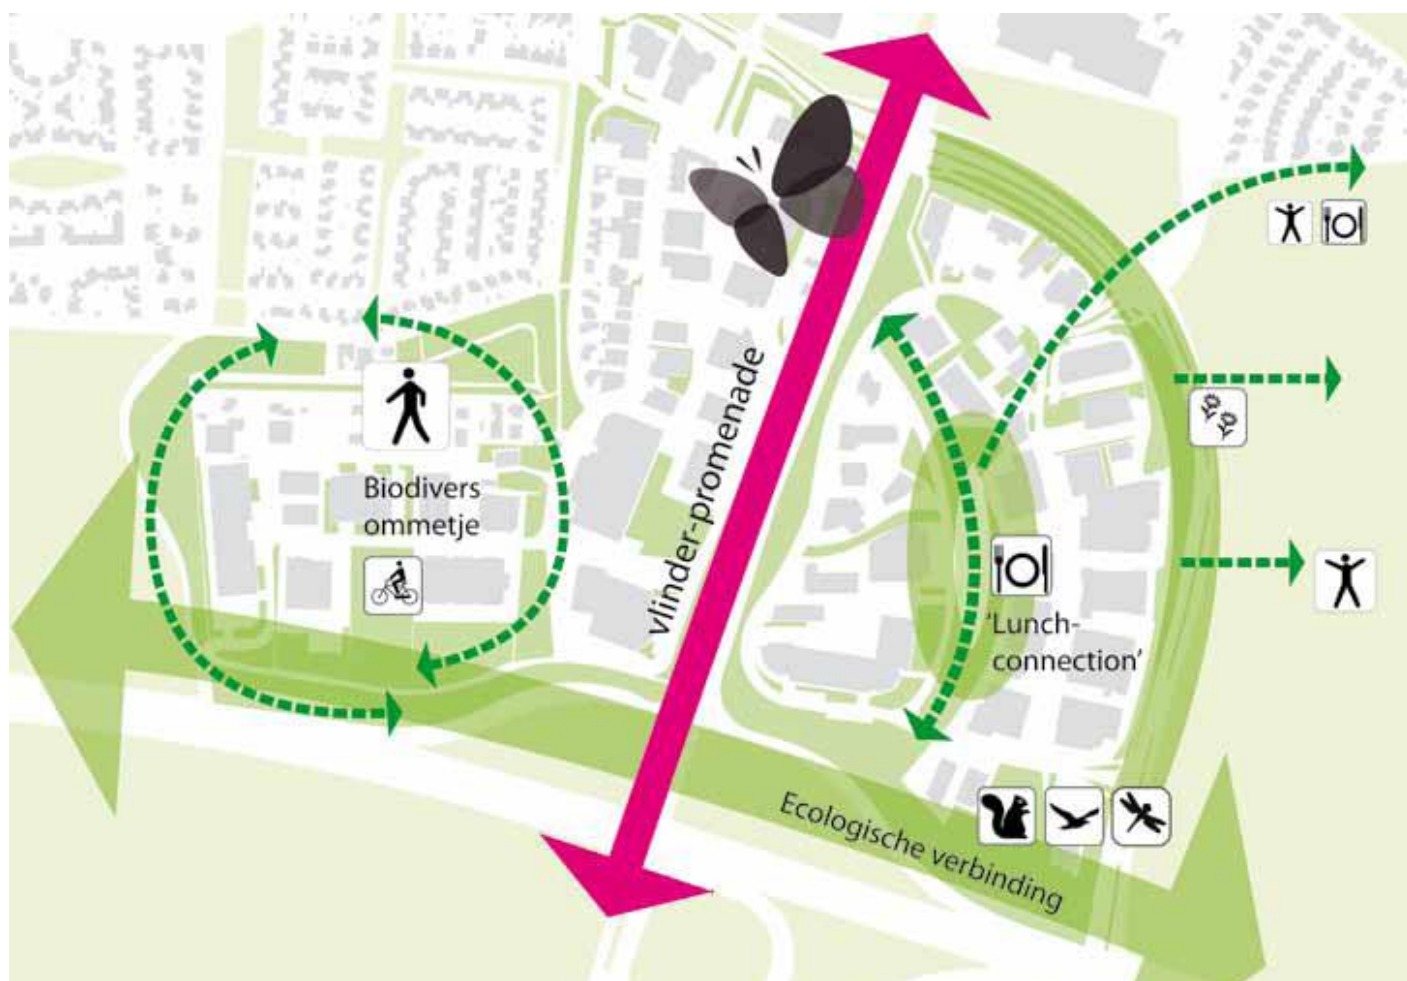 vlinder-promenade
Biodivers
ommetje
'Lunch-
connection'
Ecologische verbinding